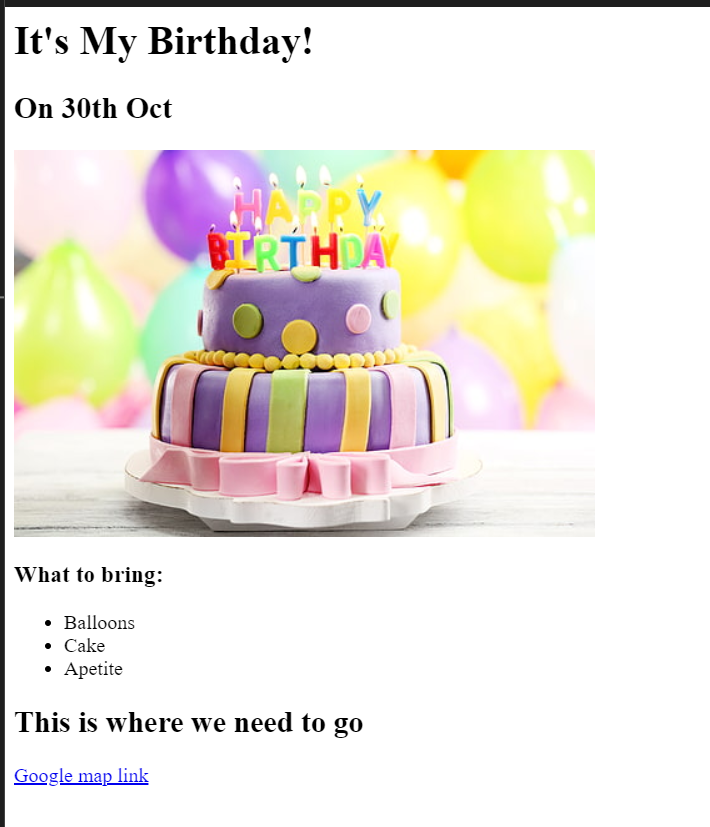 It's My Birthday!
On 30th Oct
HAPPY
BIRTHDAY
What to bring:
Balloons
Cake
Apetite
This is where we need to go
Google map link